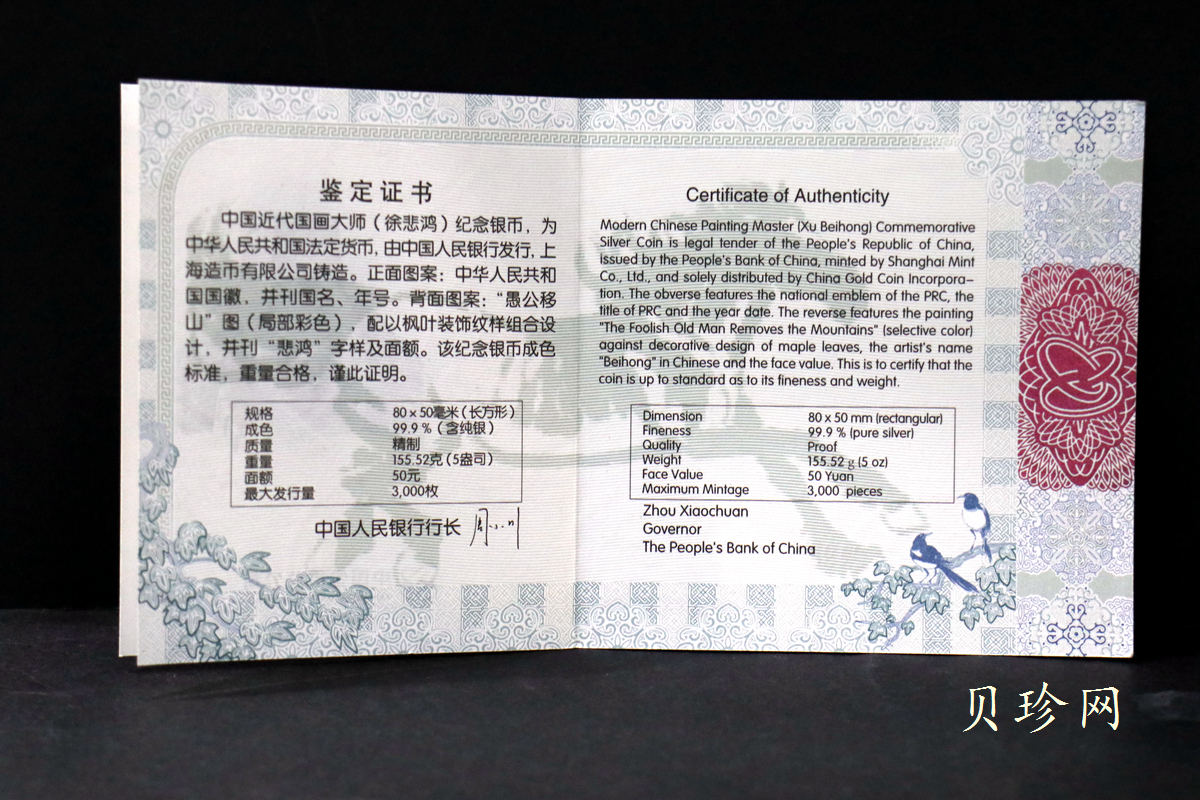 鉴定证书
中国近代国画大师（徐悲鸿）纪念银币，为
中华人民共和国法定货币，由中国人民银行发行，上
海造币有限公司铸造。正面图案：中华人民共和
国国徽，并刊国名、年号。背面图案：“愚公移
山”图（局部彩色），配以枫叶装饰纹样组合设
计，并刊“悲鸿”字样及面额。该纪念银币成色
标准，重量合格，谨此证明。
规格 80 x 50毫米（长方形）
成色 99.9 %（含纯银）
质量 精制
重量 155.52克（5盎司）
面额 50元
最大发行量 3,000枚
中国人民银行行长 周小川
Certificate of Authenticity
Modern Chinese Painting Master (Xu Beihong) Commemorative
Silver Coin is legal tender of the People's Republic of China,
issued by the People's Bank of China, minted by Shanghai Mint
Co., Ltd., and solely distributed by China Gold Coin Incorpora-
tion. The obverse features the national emblem of the PRC, the
title of PRC and the year date. The reverse features the painting
"The Foolish Old Man Removes the Mountains" (selective color)
against decorative design of maple leaves, the artist's name
"Beihong" in Chinese and the face value. This is to certify that the
coin is up to standard as to its fineness and weight.
Dimension 80 x 50 mm (rectangular)
Fineness 99.9 % (pure silver)
Quality Proof
Weight 155.52 g (5 oz)
Face Value 50 Yuan
Maximum Mintage 3,000 pieces
Zhou Xiaochuan
Governor
The People's Bank of China
贝珍网